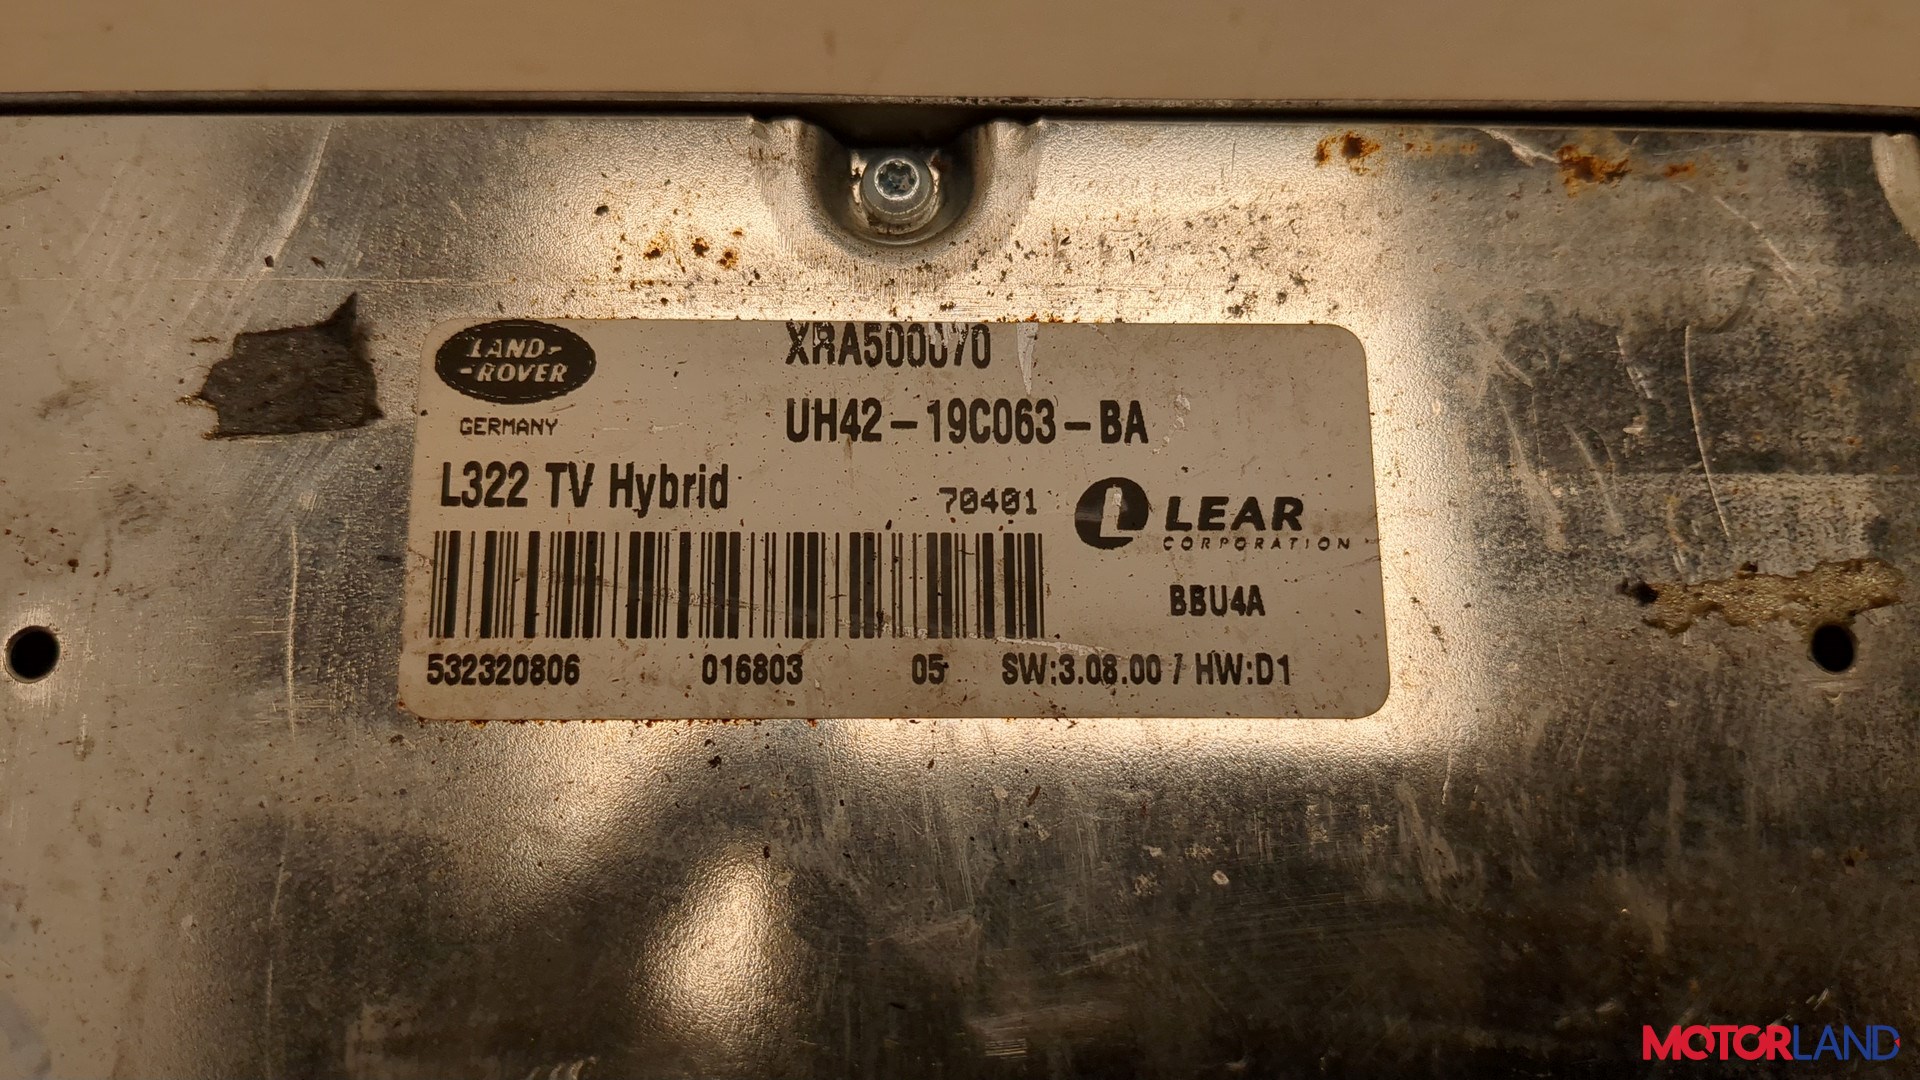 LAND-
-ROVER
GERMANY
XRA500070
UH42-19C063-BA
L322 TV Hybrid
70401
LEAR
CORPORATION
BBU4A
532320806 016803 05 SW:3.08.00 / HW:D1
MOTORLAND